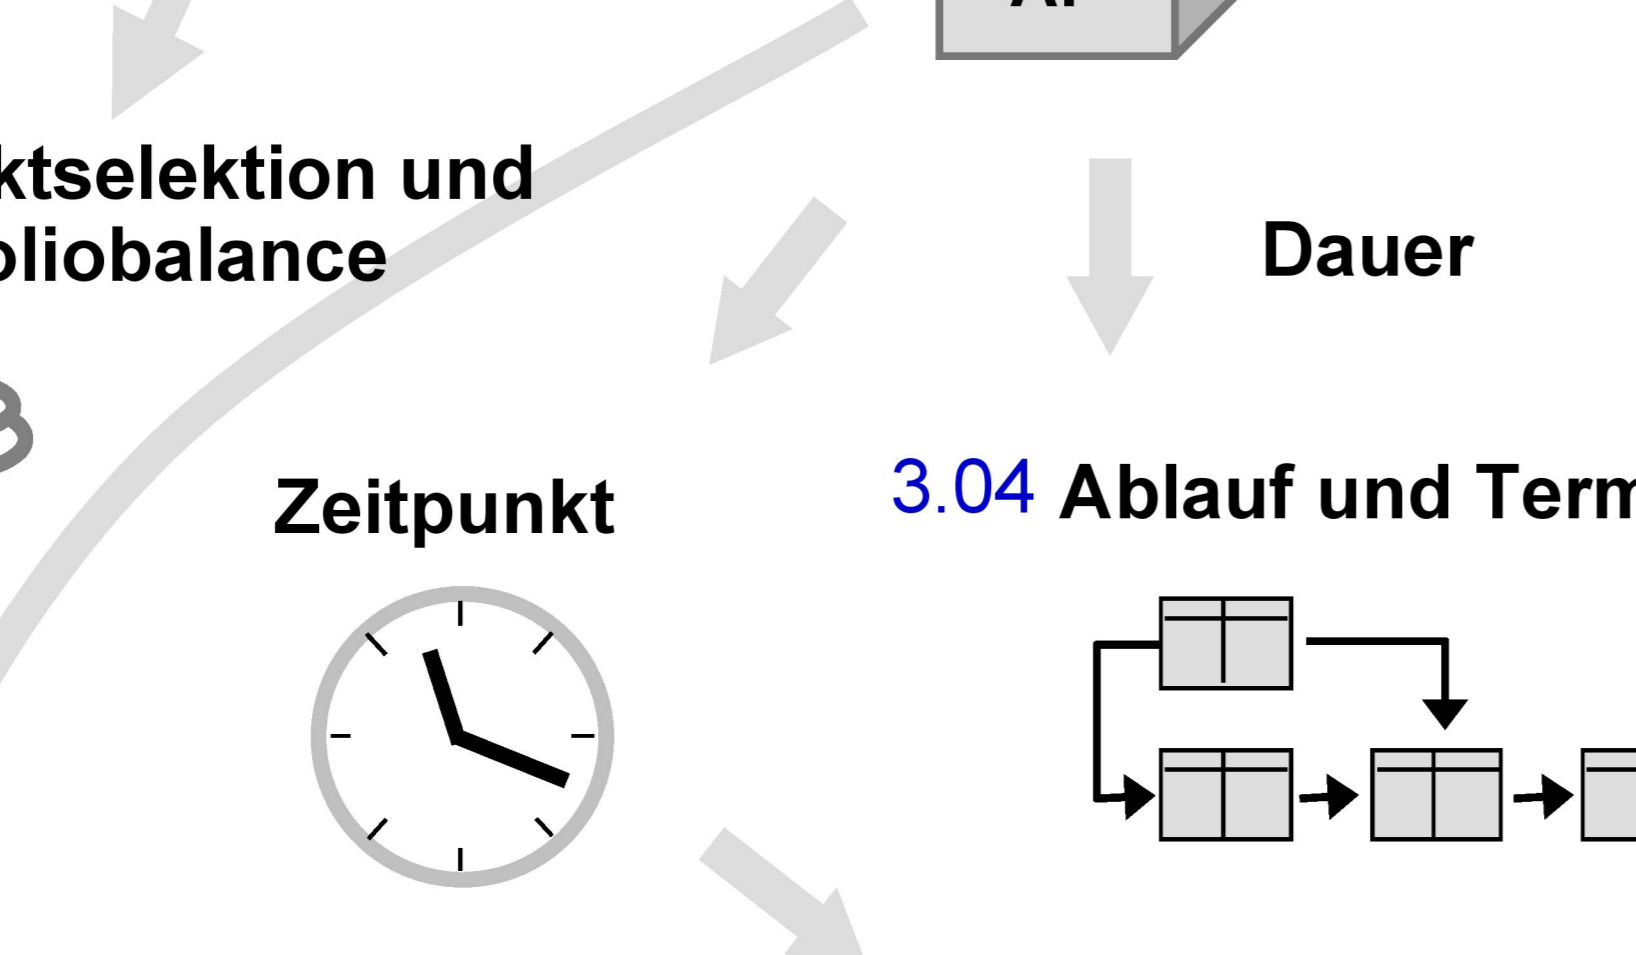 ktselektion und
oliobalance
Dauer
Zeitpunkt
3.04 Ablauf und Term